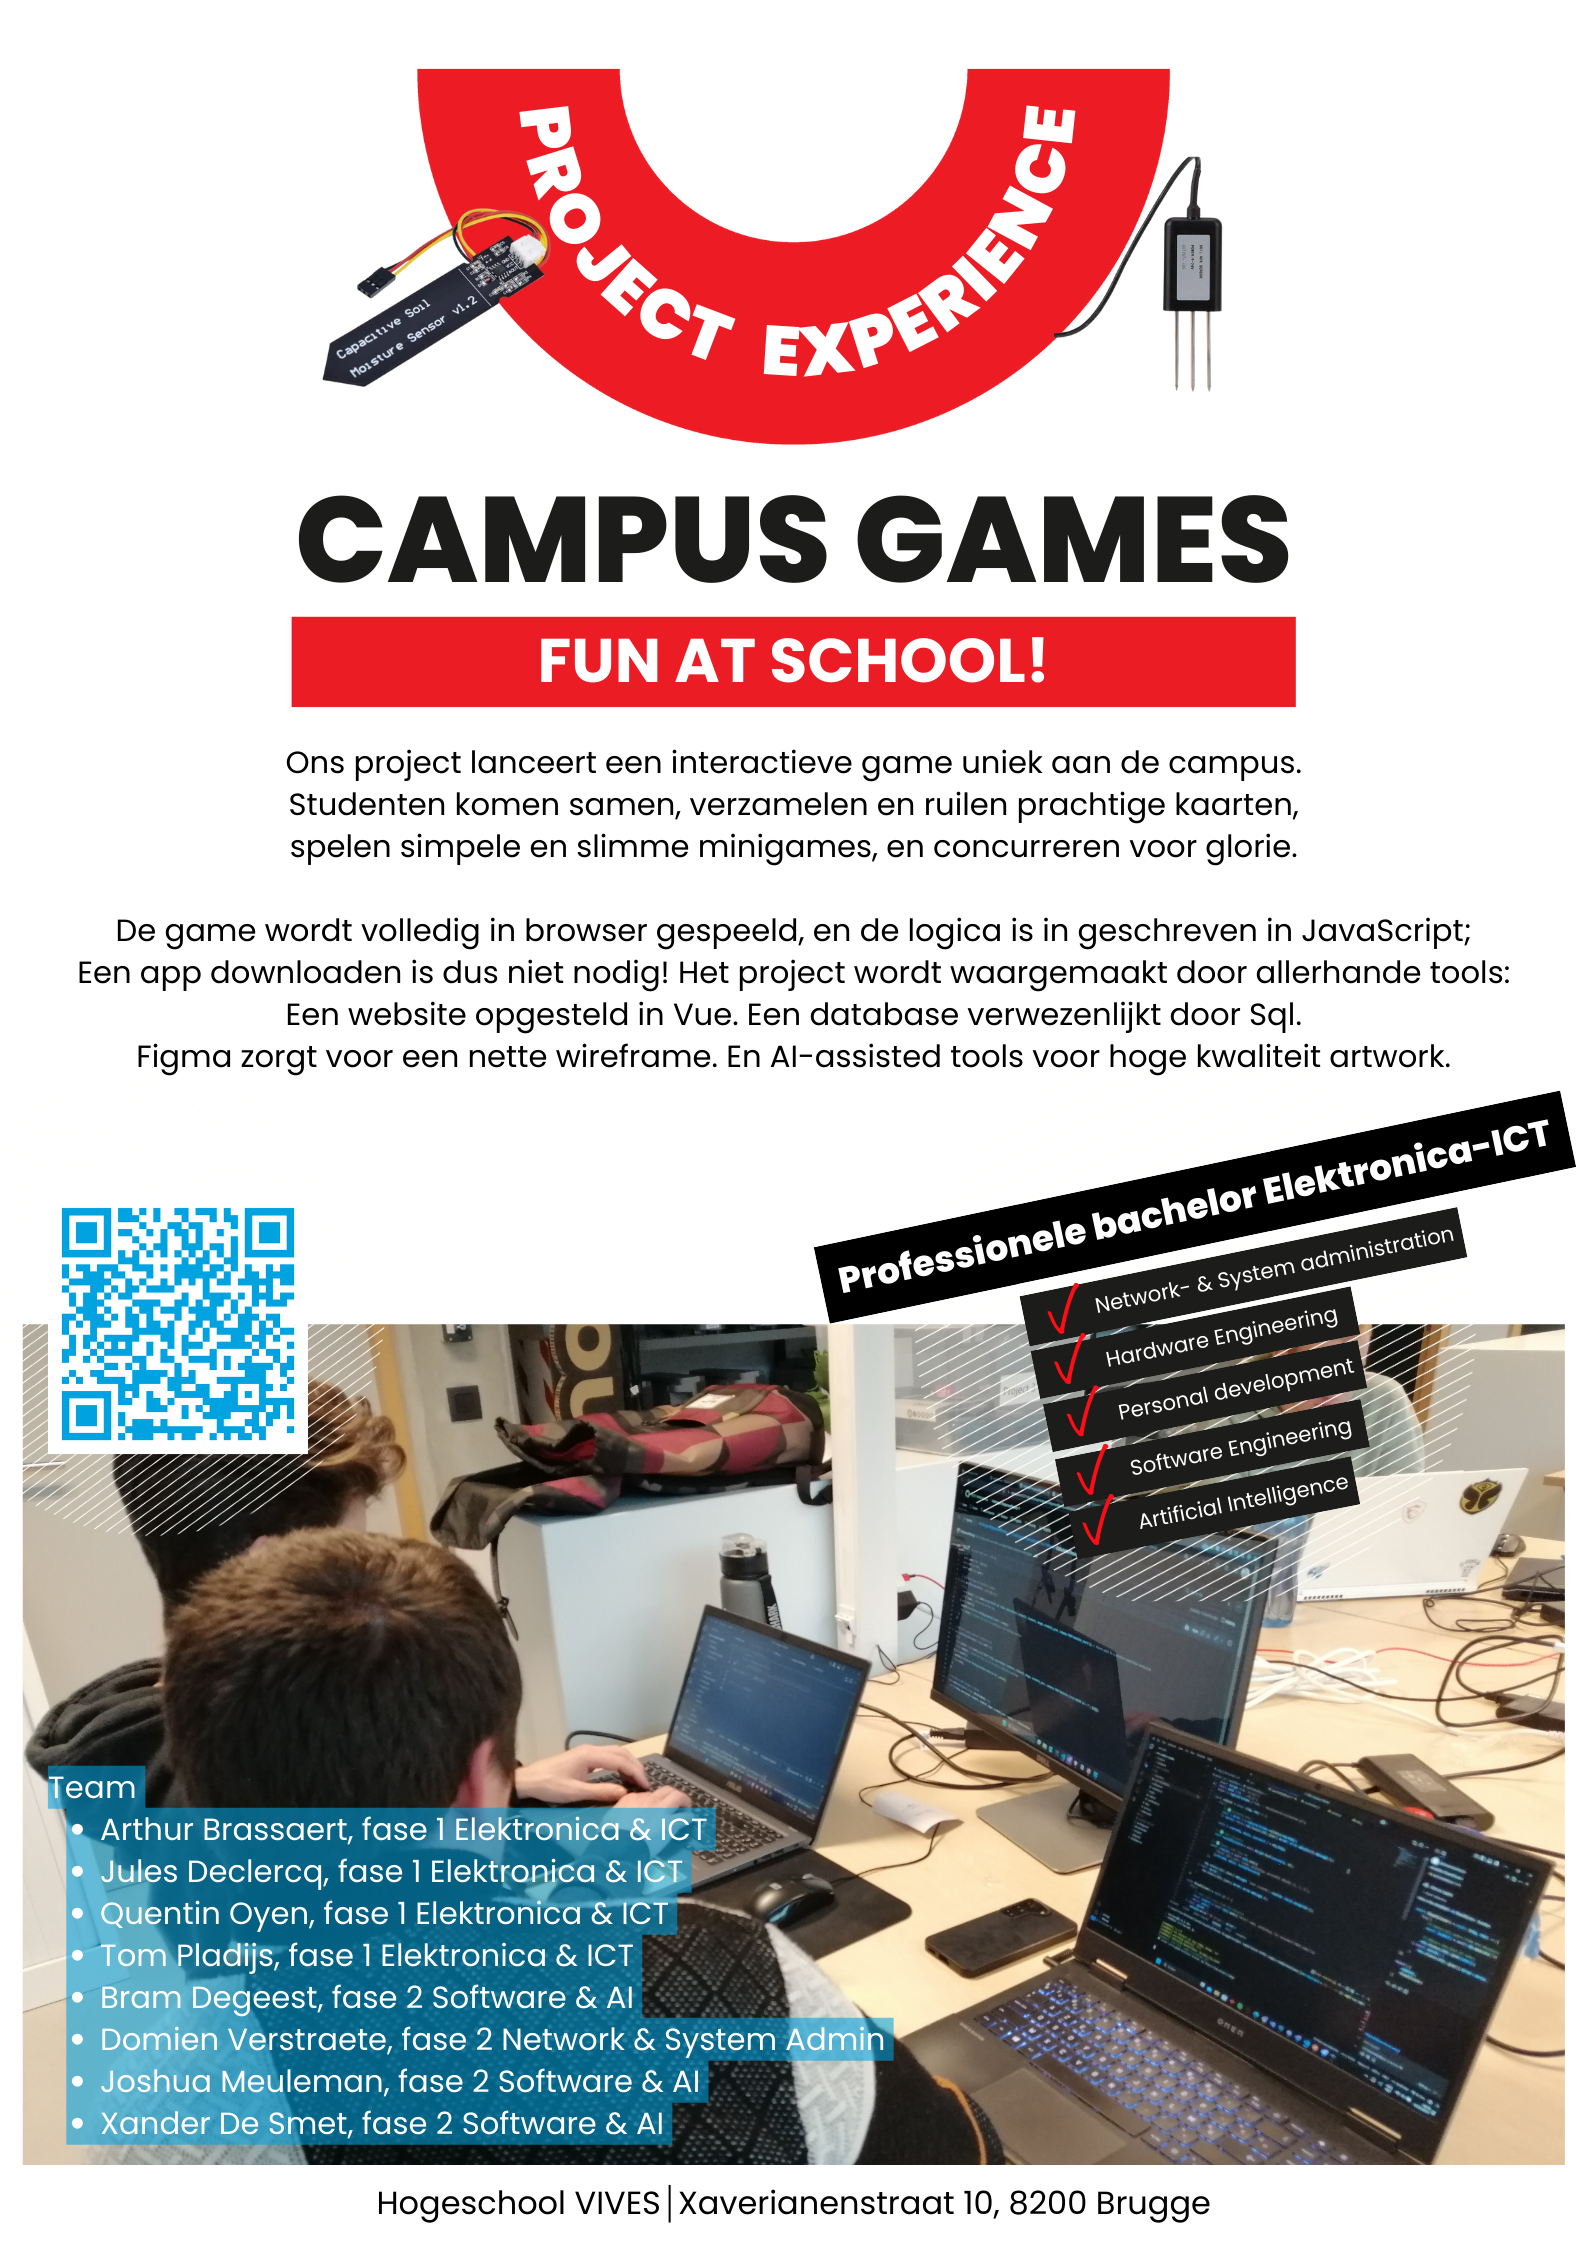 PROJECT EXPERIENCE
Capacitive Soil
Moisture Sensor v1.2
CAMPUS GAMES
FUN AT SCHOOL!
Ons project lanceert een interactieve game uniek aan de campus.
Studenten komen samen, verzamelen en ruilen prachtige kaarten,
spelen simpele en slimme minigames, en concurreren voor glorie.
De game wordt volledig in browser gespeeld, en de logica is in geschreven in JavaScript;
Een app downloaden is dus niet nodig! Het project wordt waargemaakt door allerhande tools:
Een website opgesteld in Vue. Een database verwezenlijkt door Sql.
Figma zorgt voor een nette wireframe. En AI-assisted tools voor hoge kwaliteit artwork.
Professionele bachelor Elektronica-ICT
Network- & System administration
Hardware Engineering
Personal development
Software Engineering
Artificial Intelligence
Team
• Arthur Brassaert, fase 1 Elektronica & ICT
• Jules Declercq, fase 1 Elektronica & ICT
• Quentin Oyen, fase 1 Elektronica & ICT
• Tom Pladijs, fase 1 Elektronica & ICT
• Bram Degeest, fase 2 Software & AI
• Domien Verstraete, fase 2 Network & System Admin
• Joshua Meuleman, fase 2 Software & AI
• Xander De Smet, fase 2 Software & AI
Hogeschool VIVES|Xaverianenstraat 10, 8200 Brugge